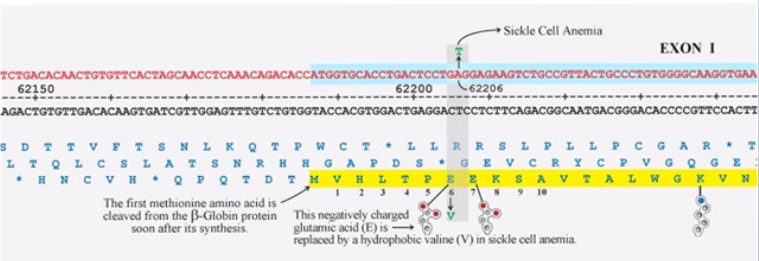 Sickle Cell Anemia
T
EXON I
TCTGACACAACTGTGTTCACTAGCAACCTCAAACAGACACCATGGTGCACCTGACTCCTGAGGAGAAGTCTGCCGTTACTGCCCTGTGGGGCAAGGTGAA
62150 62200 62206
AGACTGTGTTGACACAAGTGATCGTTGGAGTTTGTCTGTGGTACCACGTGGACTGAGGACTCCTCTTCAGACGGCAATGACGGGACACCCCGTTCCACTT
S D T T V F T S N L K Q T P W C T * L L R R S L P L L P C G A R * T
L T Q L C S L A T S N R H H G A P D S * G E V C R Y C P V G Q G E
* H N C V H * Q P Q T D T M V H L T P E E K S A V T A L W G K V N
1 2 3 4 5 6 7 8 9 10
The first methionine amino acid is
cleaved from the β-Globin protein
soon after its synthesis.
This negatively charged
glutamic acid (E) is
replaced by a hydrophobic valine (V) in sickle cell anemia.
V